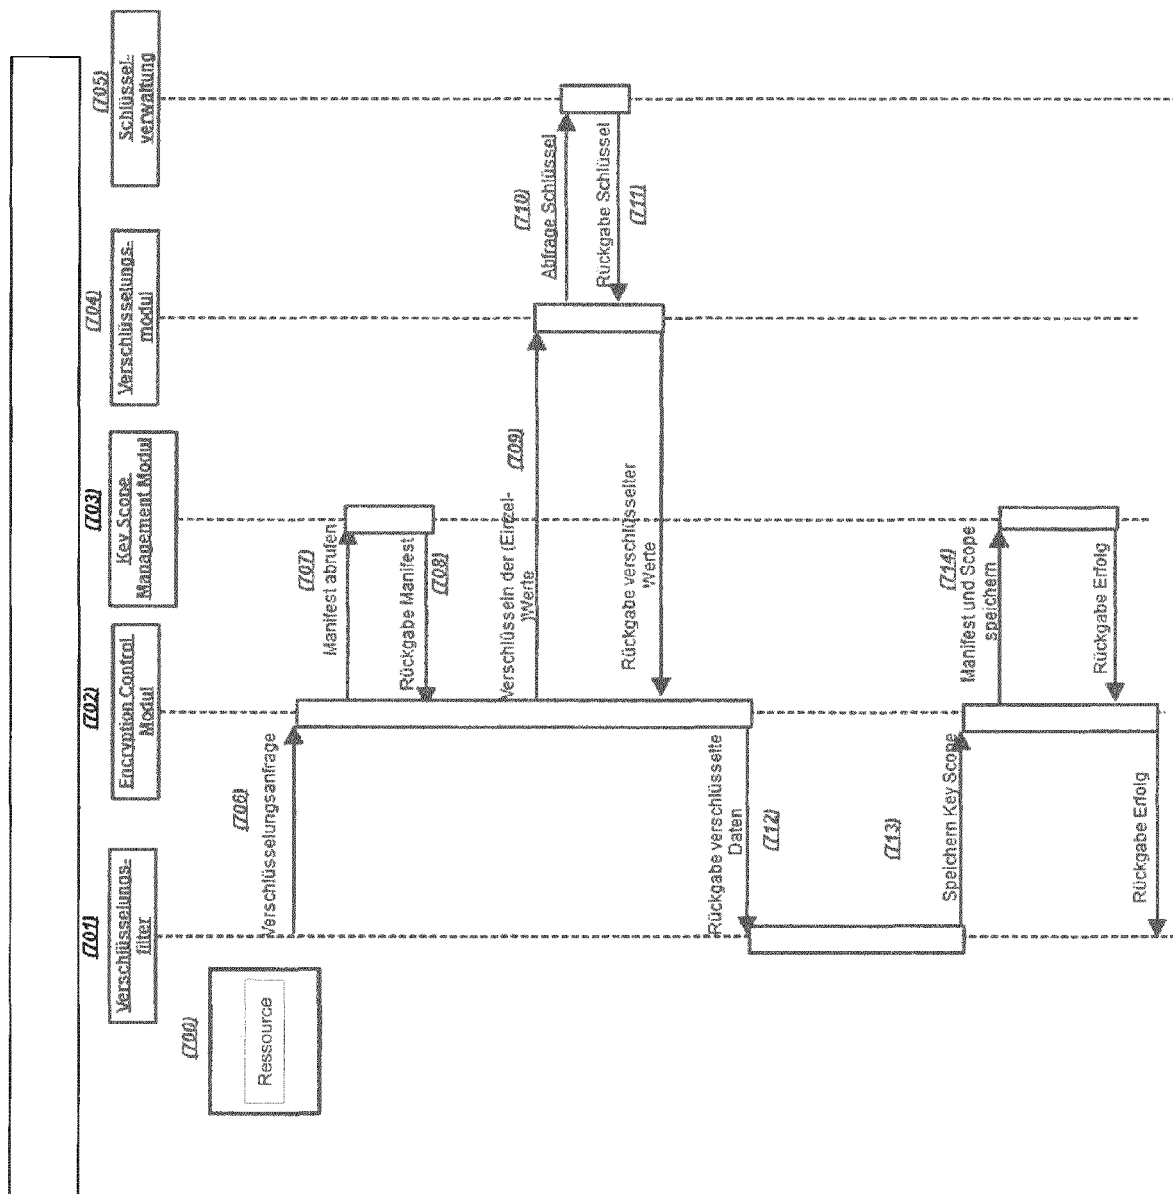 (701)
Verschlüsselungs-
filter
(702)
Encryption Control
Modul
(703)
Key Scope
Management Modul
(704)
Verschlüsselungs-
modul
(705)
Schlüssel-
verwaltung
(700)
Ressource
(706)
Verschlüsselungsanfrage
(707)
Manifest abrufen
Rückgabe Manifest
(708)
(709)
Verschlüsseln der (Einzel-
)Werte
(710)
Abfrage Schlüssel
Rückgabe Schlüssel
(711)
Rückgabe verschlüsselter
Werte
Rückgabe verschlüsselte
Daten
(712)
(713)
Speichern Key Scope
(714)
Manifest und Scope
speichern
Rückgabe Erfolg
Rückgabe Erfolg